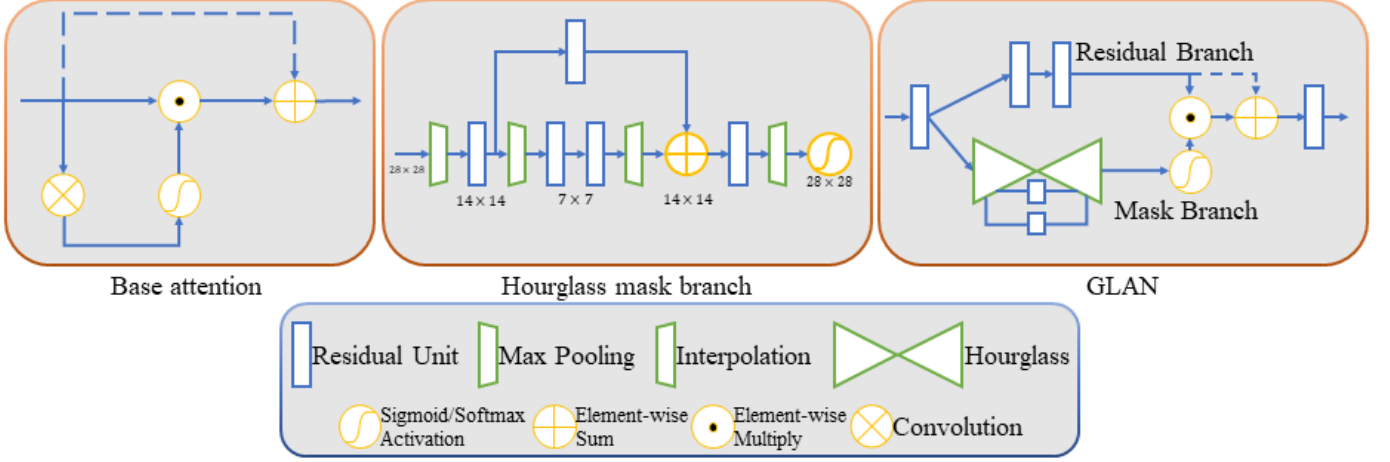 Residual Branch
Mask Branch
28 × 28
14 × 14
7 × 7
14 × 14
28 × 28
Base attention
Hourglass mask branch
GLAN
Residual Unit
Max Pooling
Interpolation
Hourglass
Sigmoid/Softmax
Activation
Element-wise
Sum
Element-wise
Multiply
Convolution